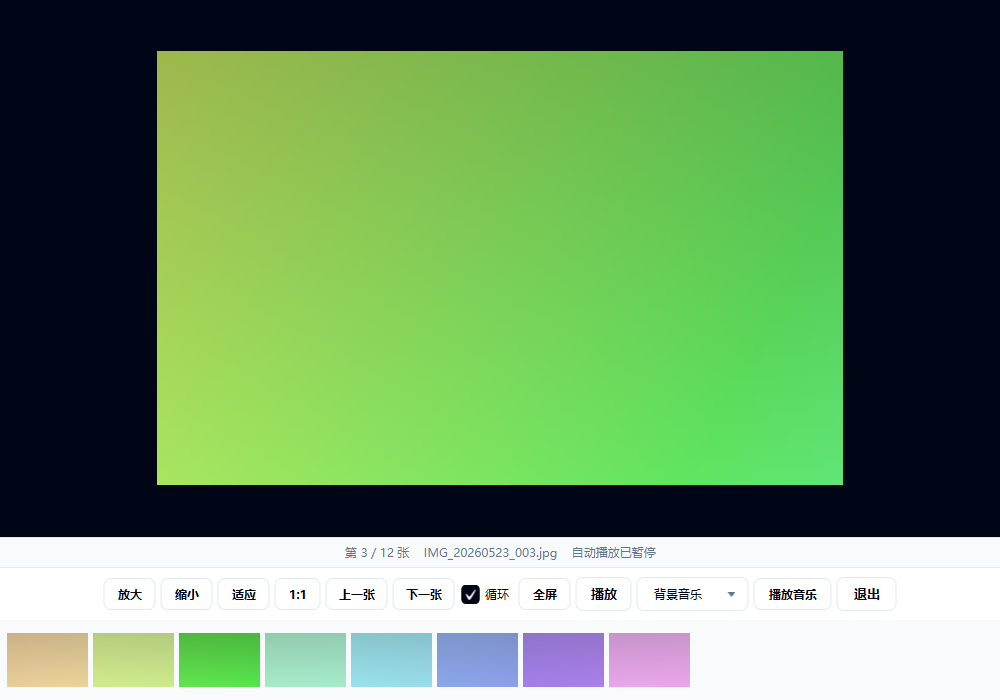 第 3 / 12 张 IMG_20260523_003.jpg 自动播放已暂停
放大 缩小 适应 1:1 上一张 下一张 循环 全屏 播放 背景音乐 播放音乐 退出